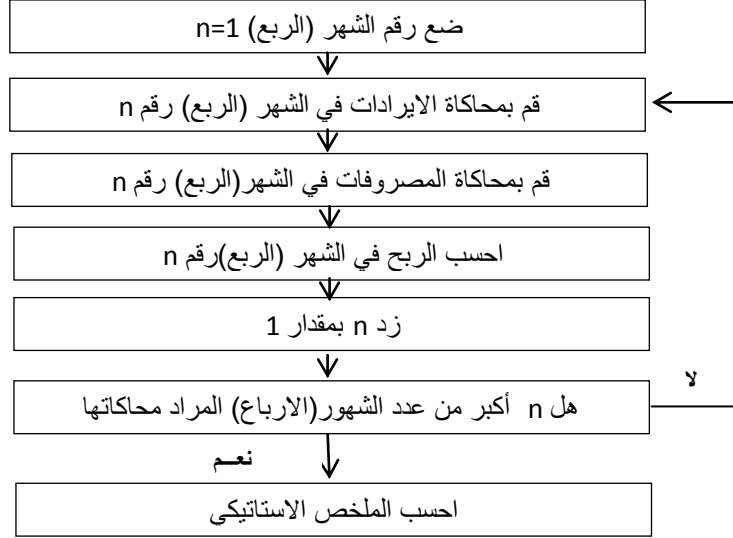 ضع رقم الشهر (الربع) n=1
قم بمحاكاة الايرادات في الشهر (الربع) رقم n
قم بمحاكاة المصروفات في الشهر(الربع) رقم n
احسب الربح في الشهر (الربع)رقم n
زد n بمقدار 1
هل n أكبر من عدد الشهور(الارباع) المراد محاكاتها
لا
نعــم
احسب الملخص الاستاتيكي